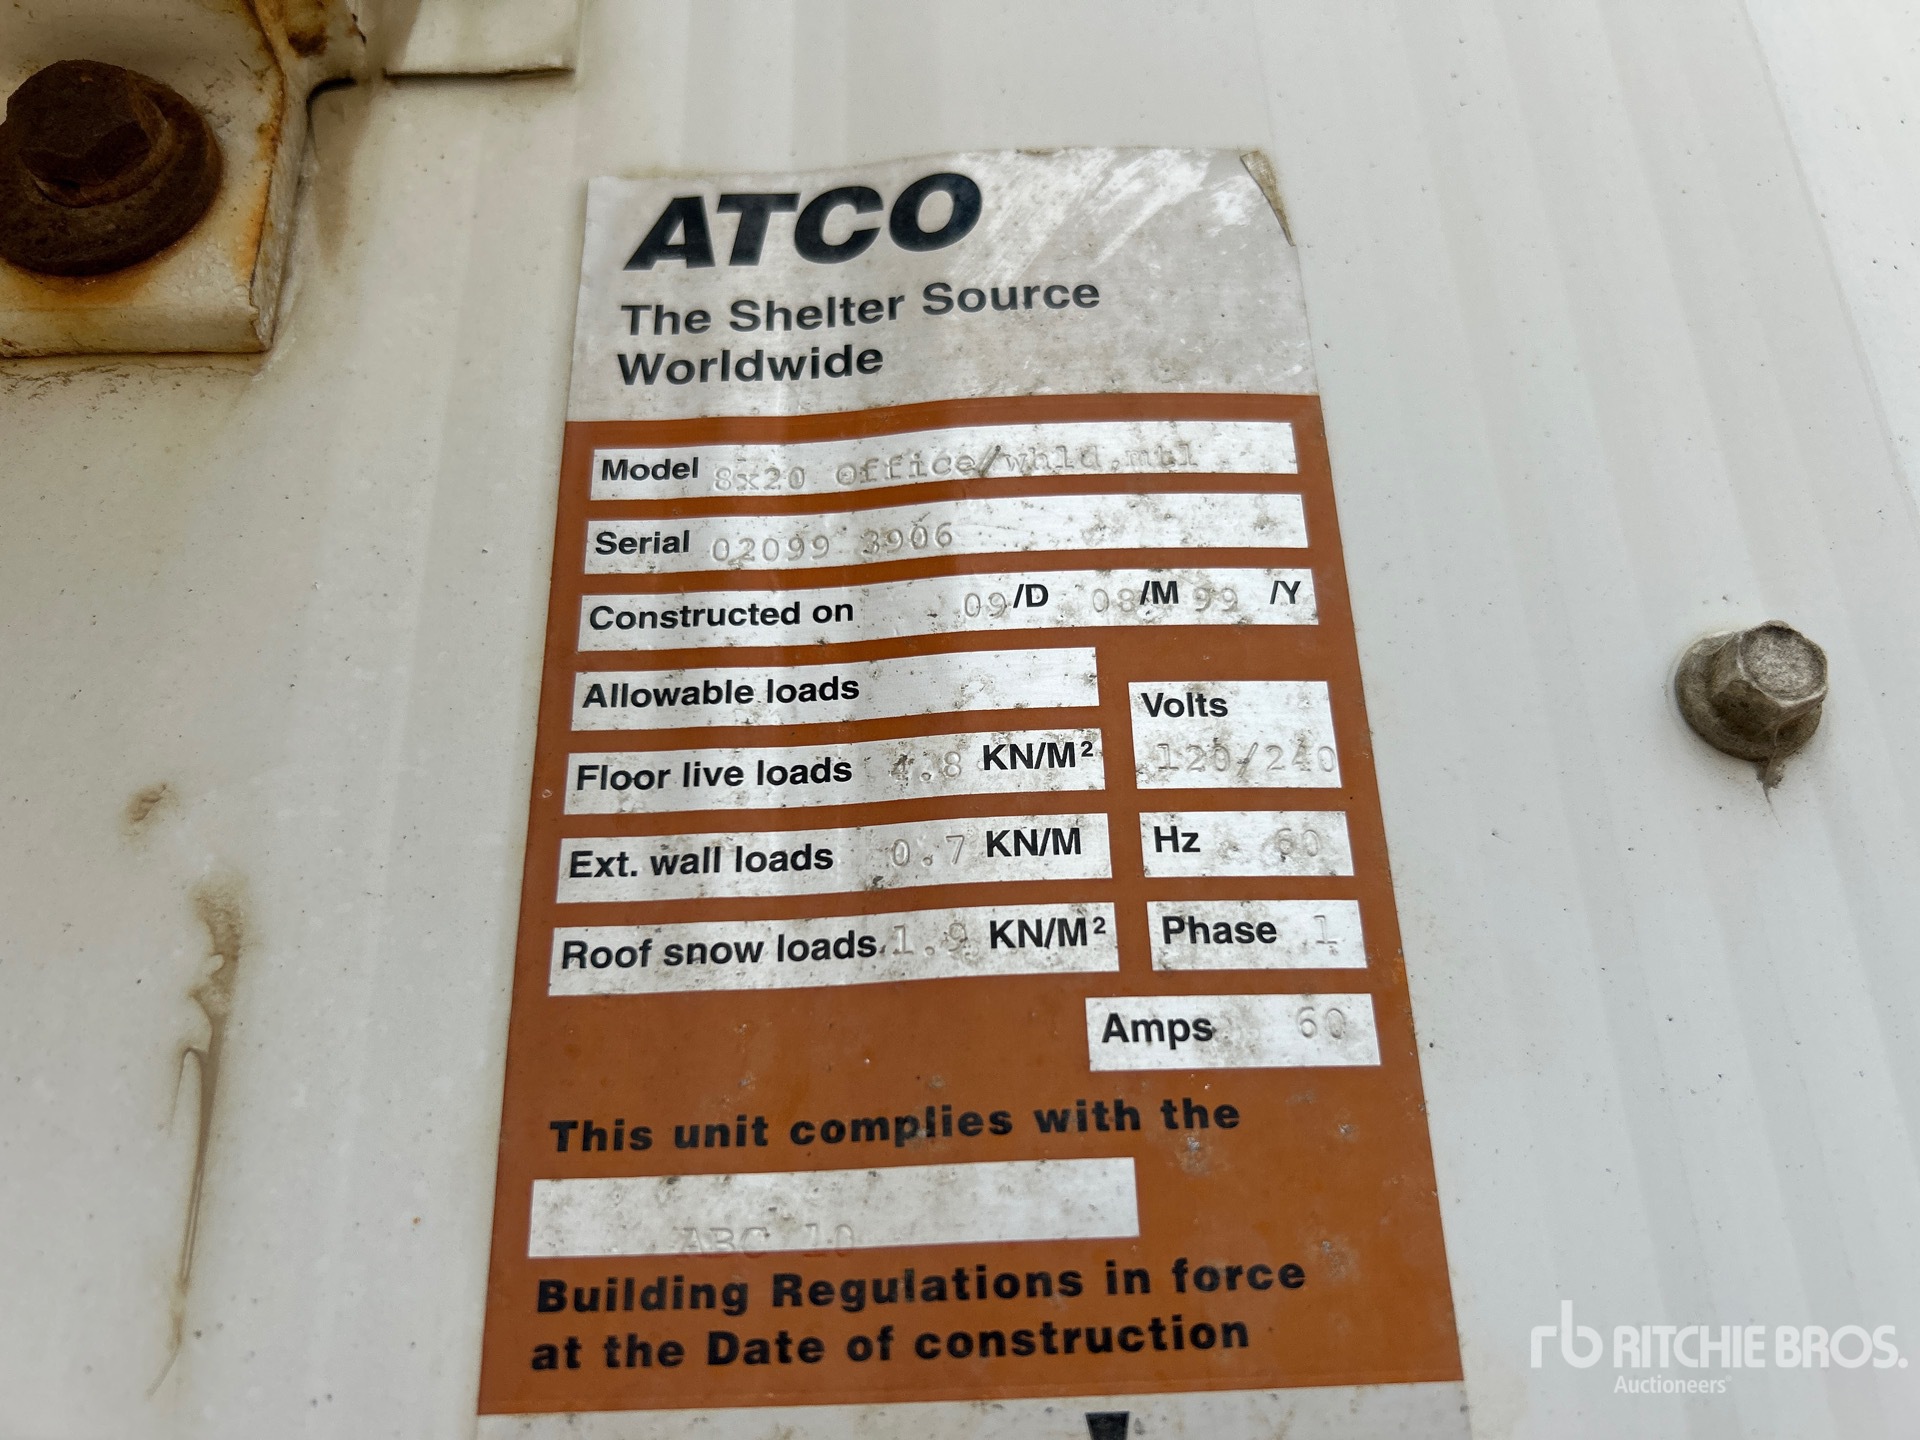 ATCO
The Shelter Source
Worldwide
Model 8x20 Office/whld,mtl
Serial 02099 3906
Constructed on 09/D 08/M 99 /Y
Allowable loads
Floor live loads 4.8 KN/M²
Ext. wall loads 0.7 KN/M
Roof snow loads 1.9 KN/M²
Volts
120/240
Hz 60
Phase 1
Amps 60
This unit complies with the
ABC 10
Building Regulations in force
at the Date of construction
rb RITCHIE BROS.
Auctioneers